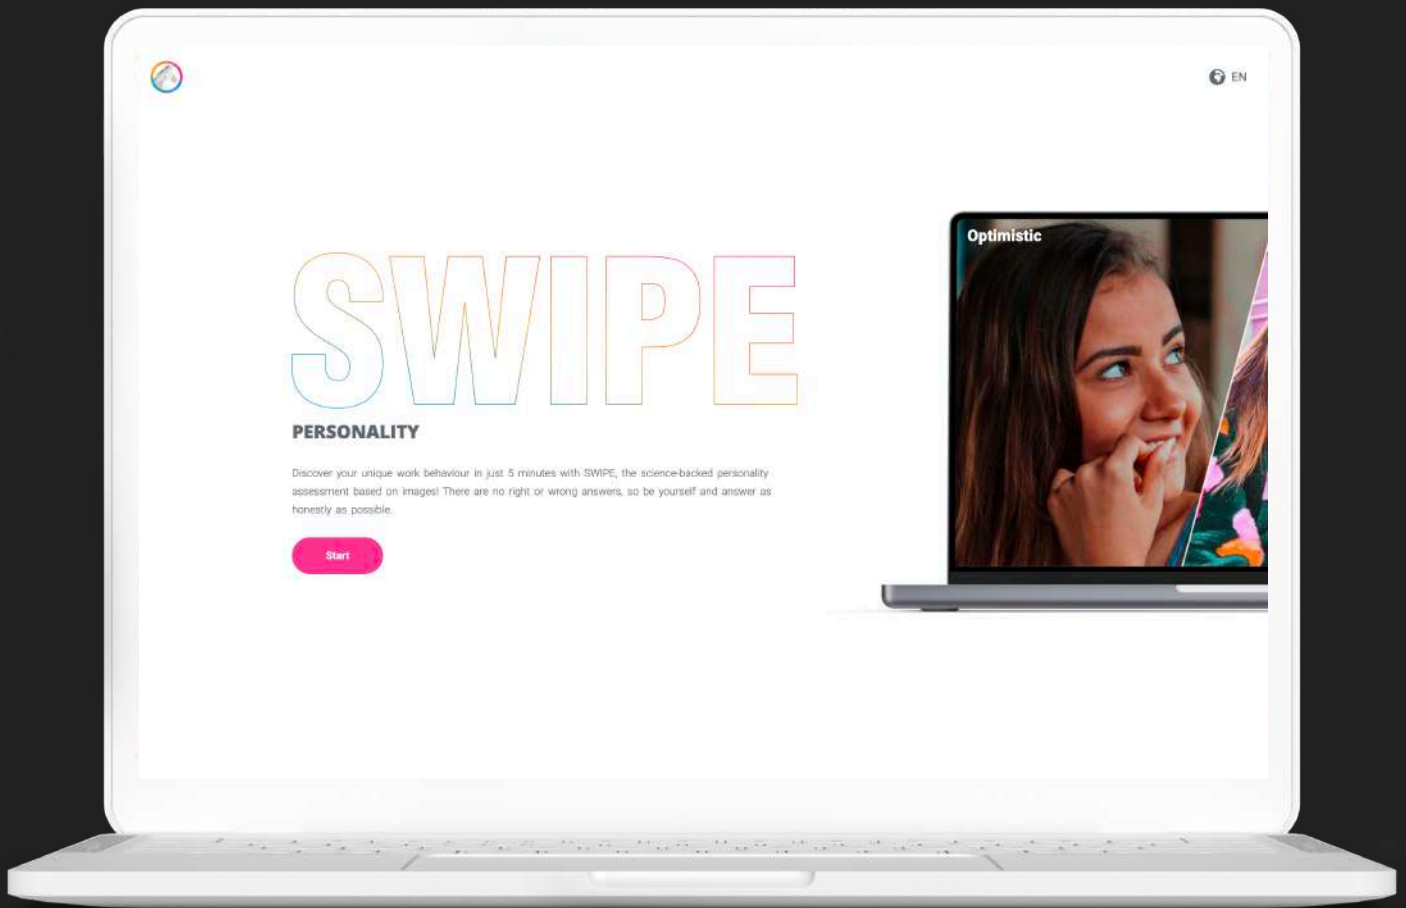 EN
Optimistic
SWIPE
PERSONALITY
Discover your unique work behaviour in just 5 minutes with SWIPE, the science-backed personality
assessment based on images! There are no right or wrong answers, so be yourself and answer as
honestly as possible.
Start